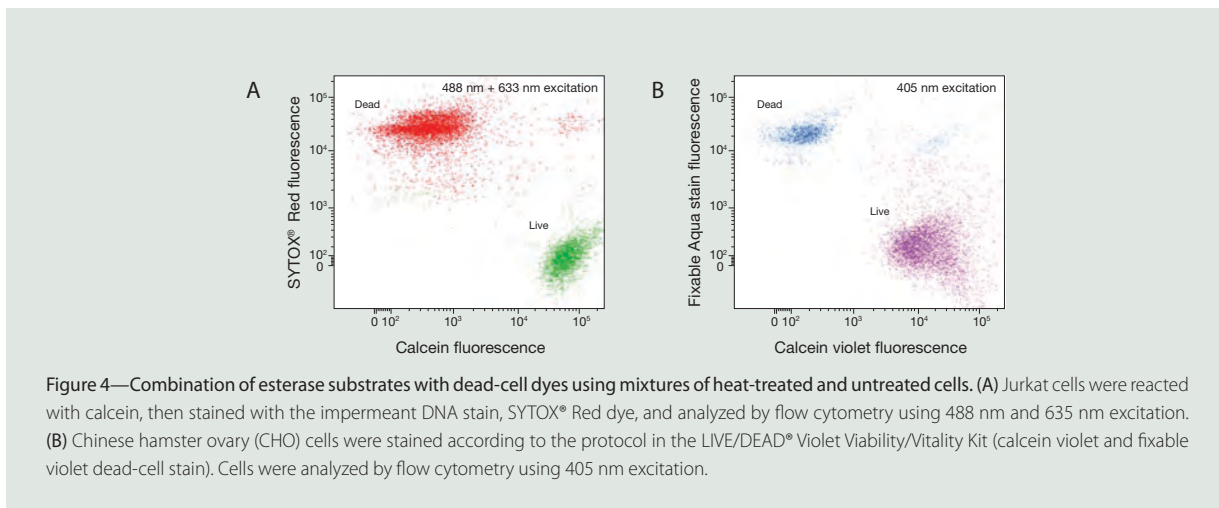 A
488 nm + 633 nm excitation
Dead
Live
SYTOX® Red fluorescence
10⁵
10⁴
10³
10²
0
0 10² 10³ 10⁴ 10⁵
Calcein fluorescence
B
405 nm excitation
Dead
Live
Fixable Aqua stain fluorescence
10⁵
10⁴
10³
10²
0
0 10² 10³ 10⁴ 10⁵
Calcein violet fluorescence
Figure 4—Combination of esterase substrates with dead-cell dyes using mixtures of heat-treated and untreated cells. (A) Jurkat cells were reacted
with calcein, then stained with the impermeant DNA stain, SYTOX® Red dye, and analyzed by flow cytometry using 488 nm and 635 nm excitation.
(B) Chinese hamster ovary (CHO) cells were stained according to the protocol in the LIVE/DEAD® Violet Viability/Vitality Kit (calcein violet and fixable
violet dead-cell stain). Cells were analyzed by flow cytometry using 405 nm excitation.